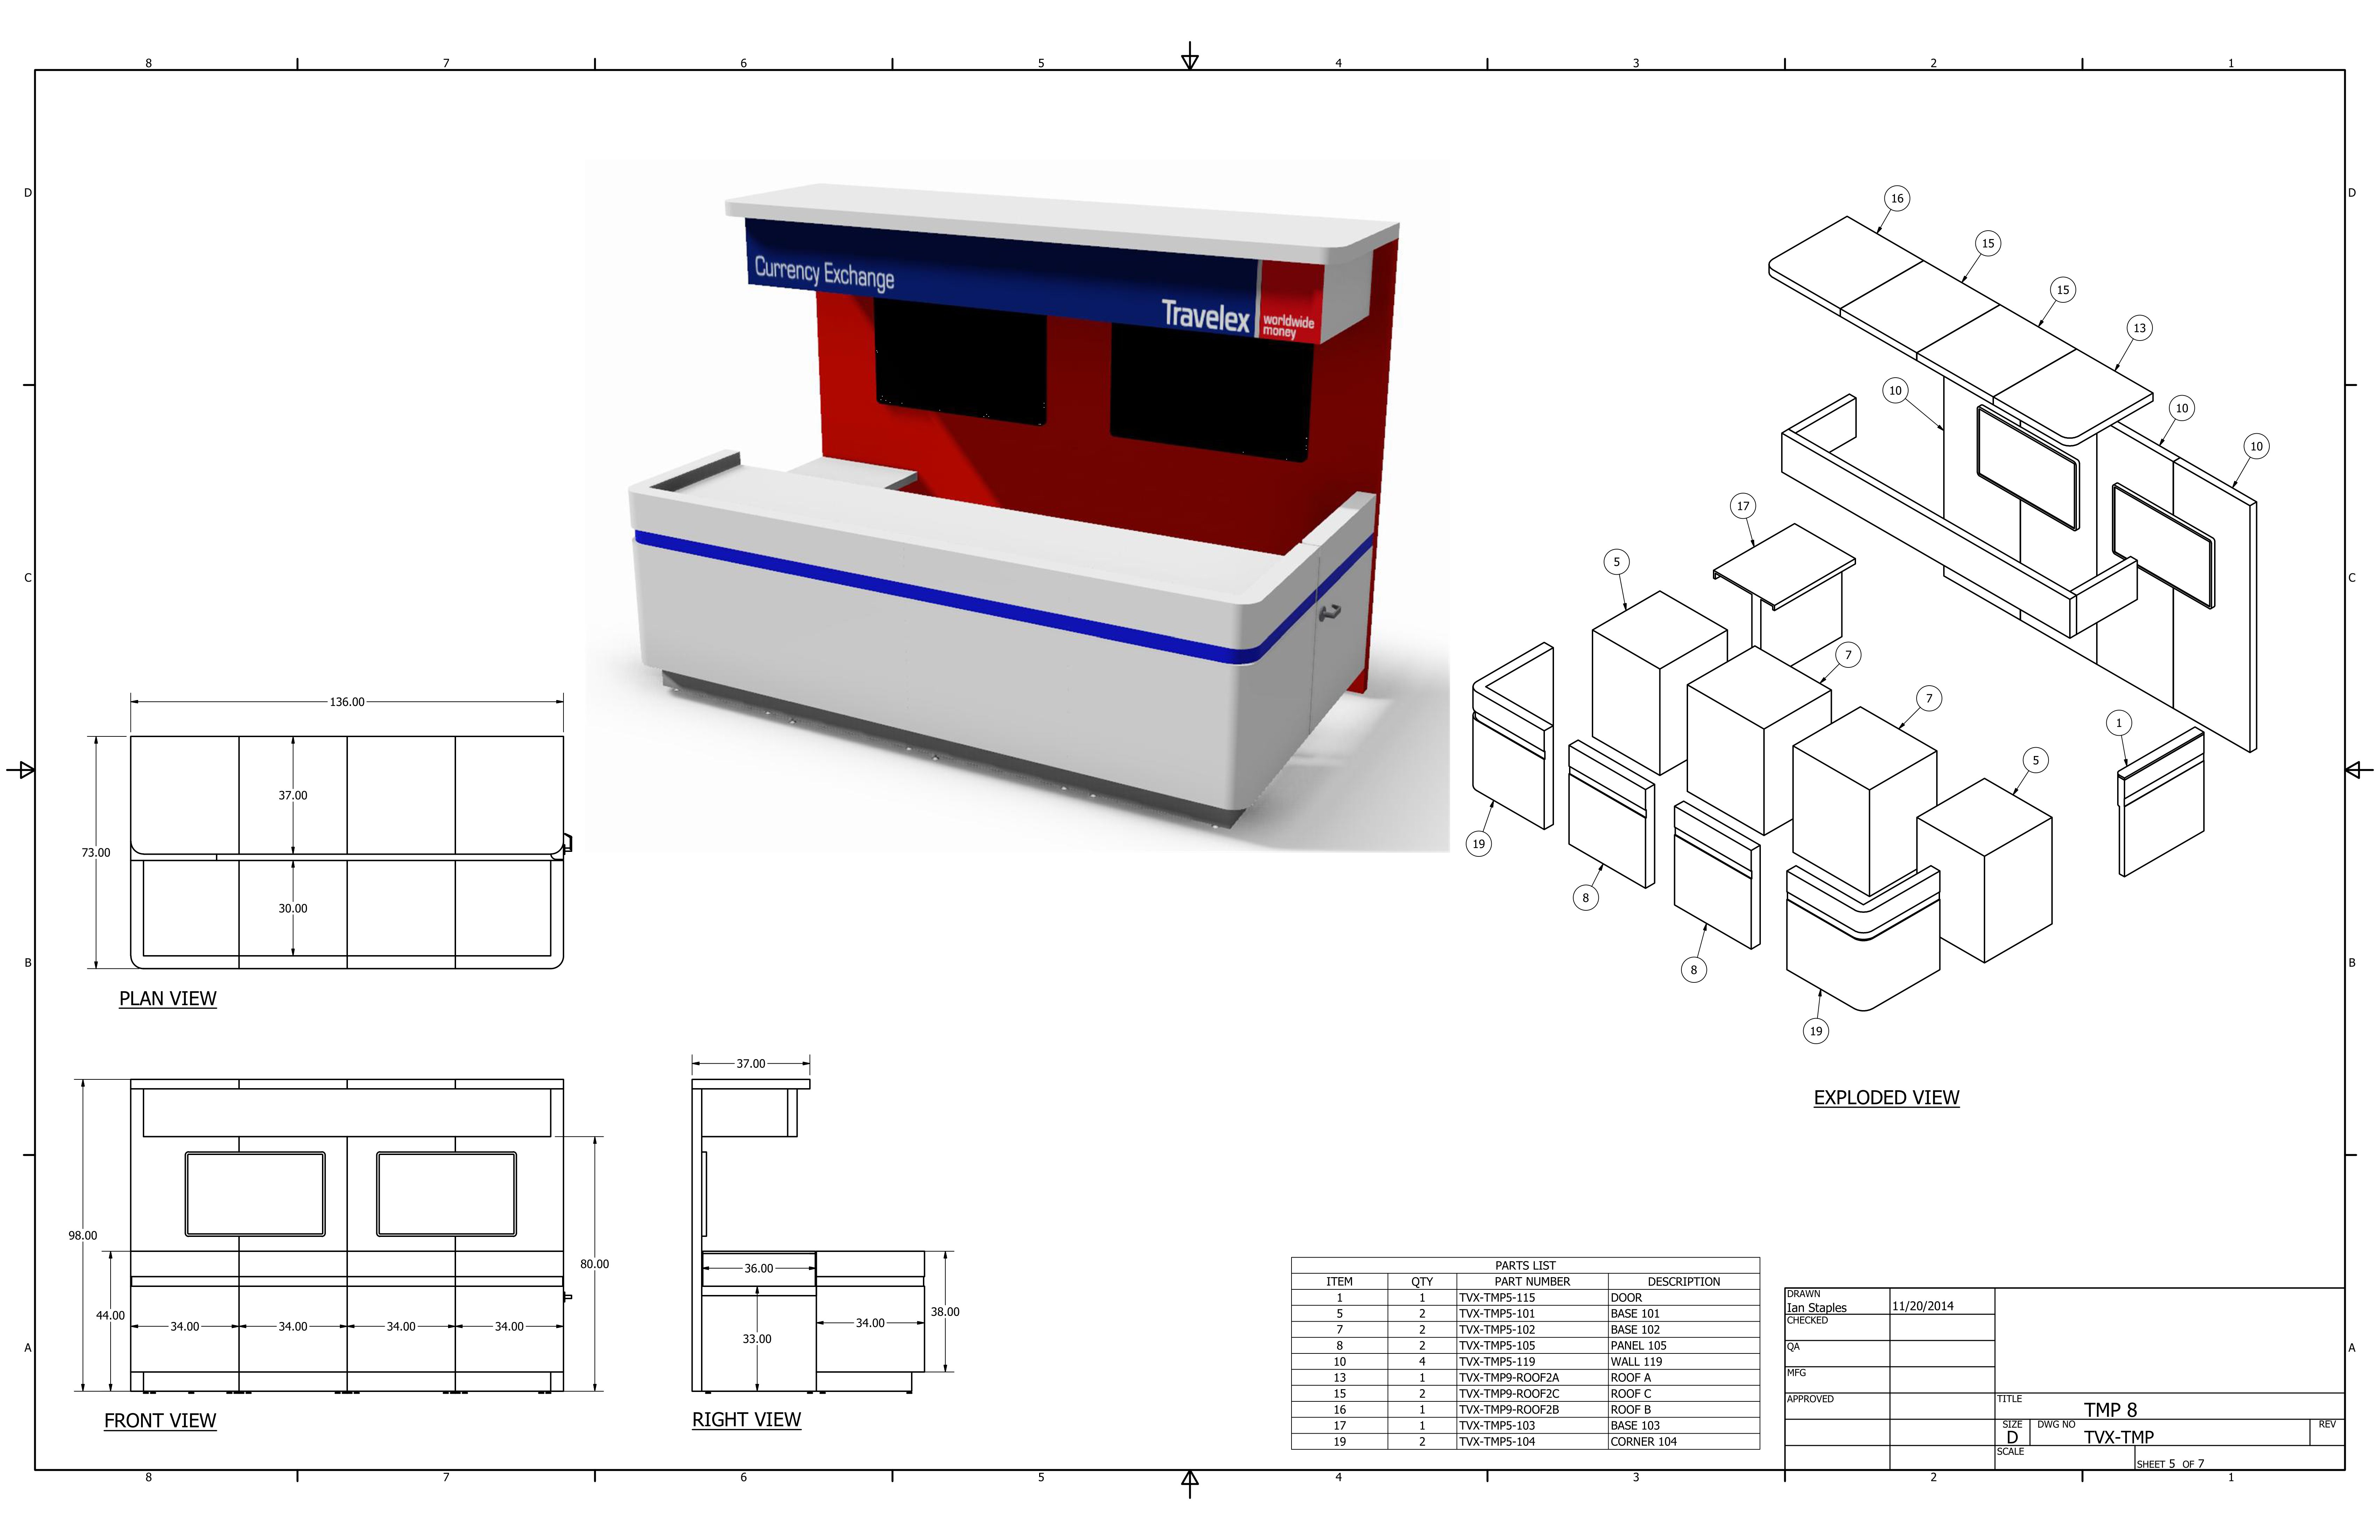 8 7 6 5 4 3 2 1
D D
16
15
15
13
10
10
10
Currency Exchange
Travelex
worldwide
money
17
5
C C
7
7
1
5
136.00
37.00
73.00
30.00
19
8
8
19
B B
PLAN VIEW
EXPLODED VIEW
37.00
98.00
80.00
44.00
34.00 34.00 34.00 34.00
36.00
33.00
34.00
38.00
FRONT VIEW
RIGHT VIEW
A A
PARTS LIST
ITEM QTY PART NUMBER DESCRIPTION
1 1 TVX-TMP5-115 DOOR
5 2 TVX-TMP5-101 BASE 101
7 2 TVX-TMP5-102 BASE 102
8 2 TVX-TMP5-105 PANEL 105
10 4 TVX-TMP5-119 WALL 119
13 1 TVX-TMP9-ROOF2A ROOF A
15 2 TVX-TMP9-ROOF2C ROOF C
16 1 TVX-TMP9-ROOF2B ROOF B
17 1 TVX-TMP5-103 BASE 103
19 2 TVX-TMP5-104 CORNER 104
DRAWN
Ian Staples 11/20/2014
CHECKED
QA
MFG
APPROVED
TITLE
TMP 8
SIZE DWG NO REV
D TVX-TMP
SCALE
SHEET 5 OF 7
8 7 6 5 4 3 2 1